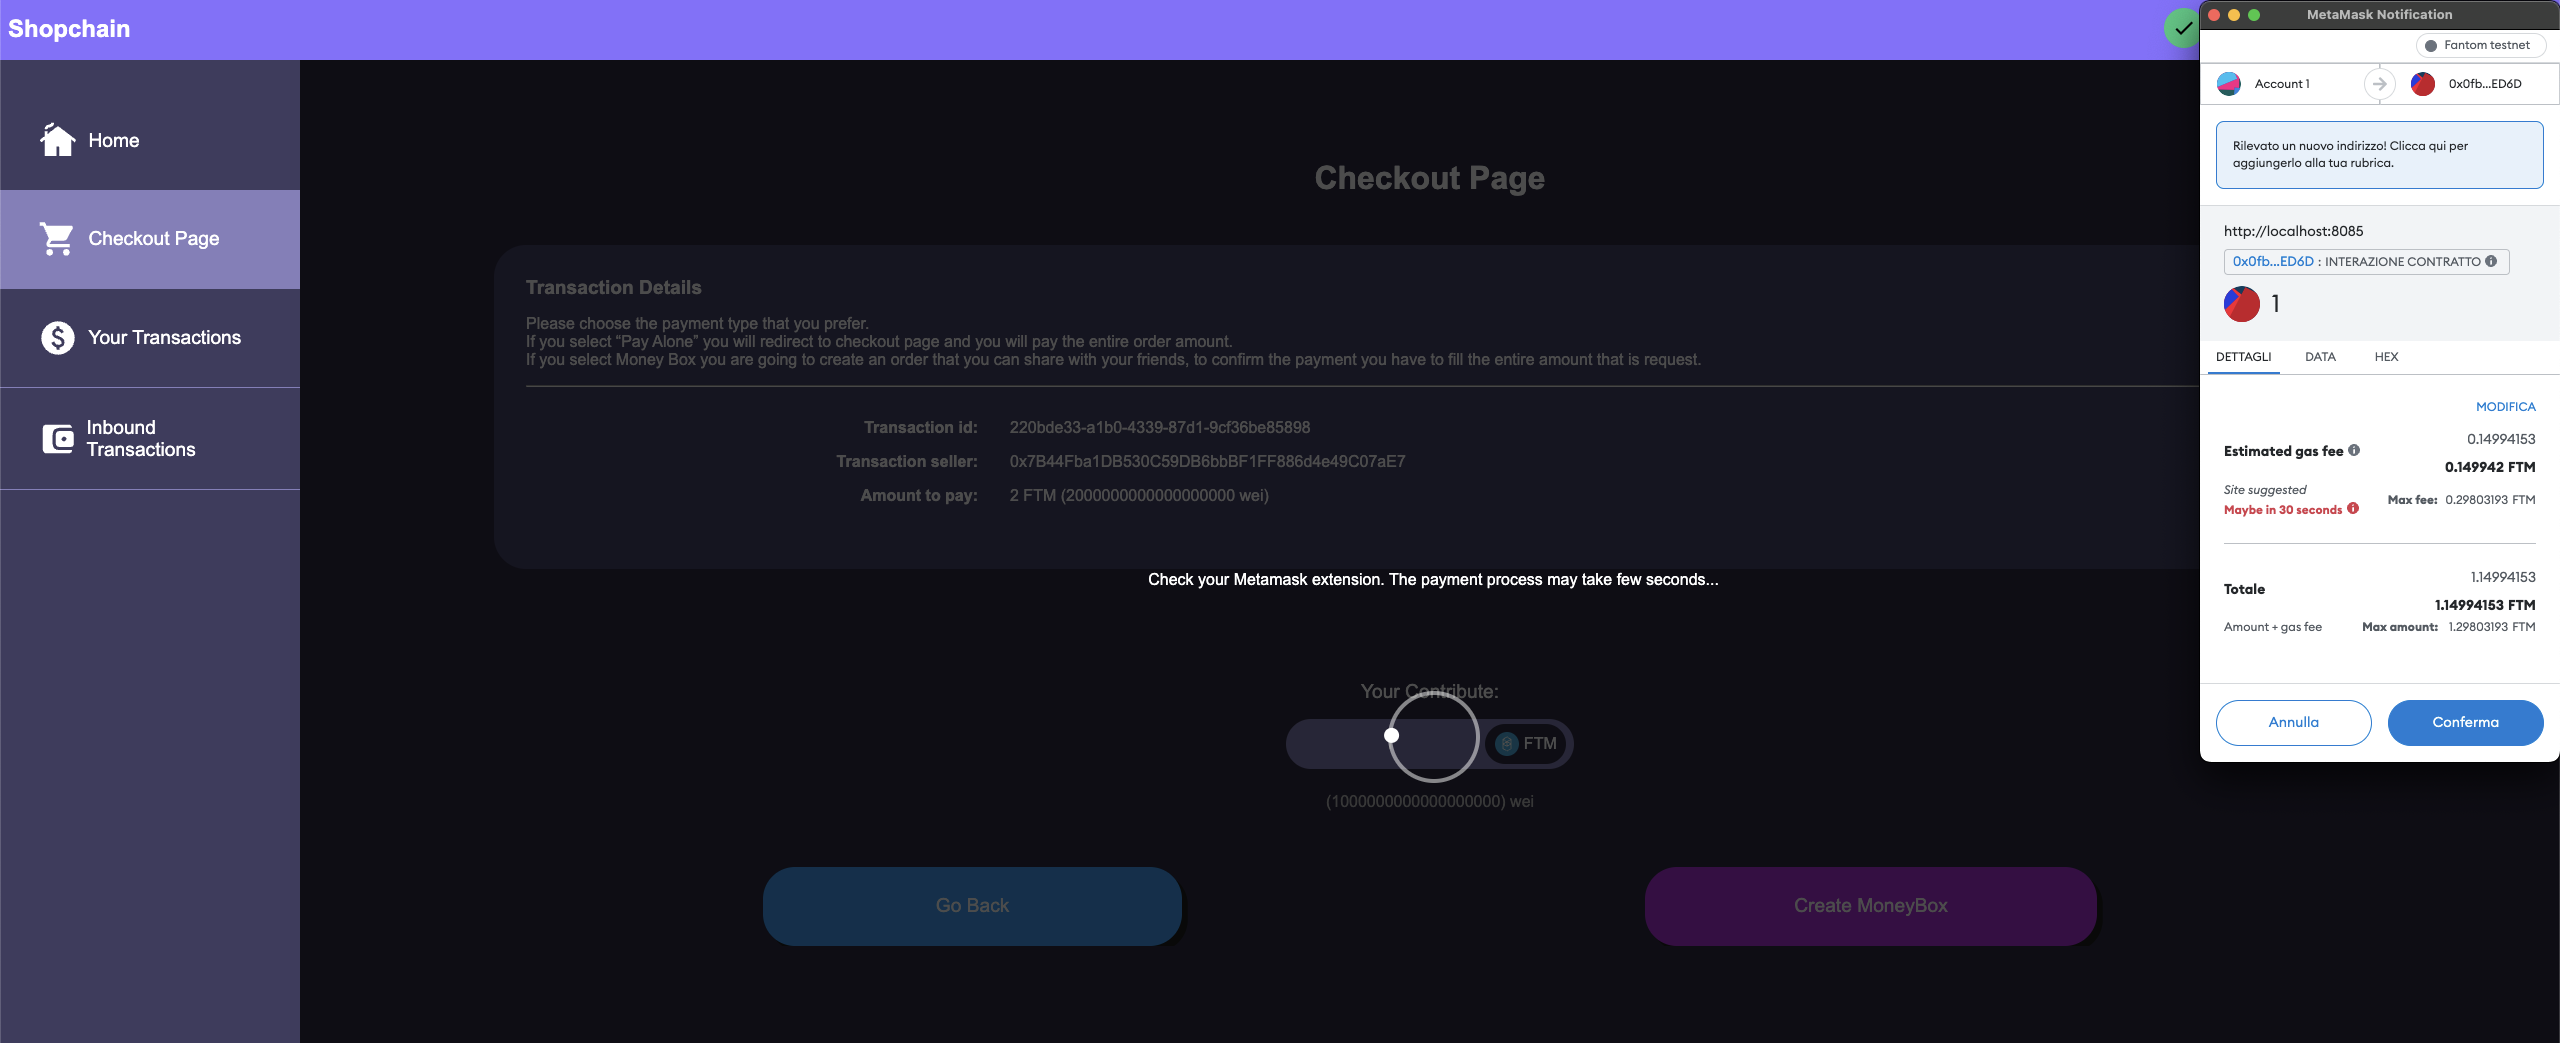 Shopchain
Home
Checkout Page
Your Transactions
Inbound
Transactions
Checkout Page
Transaction Details
Please choose the payment type that you prefer.
If you select “Pay Alone” you will redirect to checkout page and you will pay the entire order amount.
If you select Money Box you are going to create an order that you can share with your friends, to confirm the payment you have to fill the entire amount that is request.
Transaction id: 220bde33-a1b0-4339-87d1-9cf36be85898
Transaction seller: 0x7B44Fba1DB530C59DB6bbBF1FF886d4e49C07aE7
Amount to pay: 2 FTM (2000000000000000000 wei)
Check your Metamask extension. The payment process may take few seconds...
Your Contribute:
FTM
(1000000000000000000) wei
Go Back
Create MoneyBox
MetaMask Notification
Fantom testnet
Account 1
0x0fb...ED6D
Rilevato un nuovo indirizzo! Clicca qui per
aggiungerlo alla tua rubrica.
http://localhost:8085
0x0fb...ED6D : INTERAZIONE CONTRATTO
1
DETTAGLI DATA HEX
MODIFICA
0.14994153
Estimated gas fee
0.149942 FTM
Site suggested
Max fee: 0.29803193 FTM
Maybe in 30 seconds
1.14994153
Totale
1.14994153 FTM
Amount + gas fee Max amount: 1.29803193 FTM
Annulla
Conferma